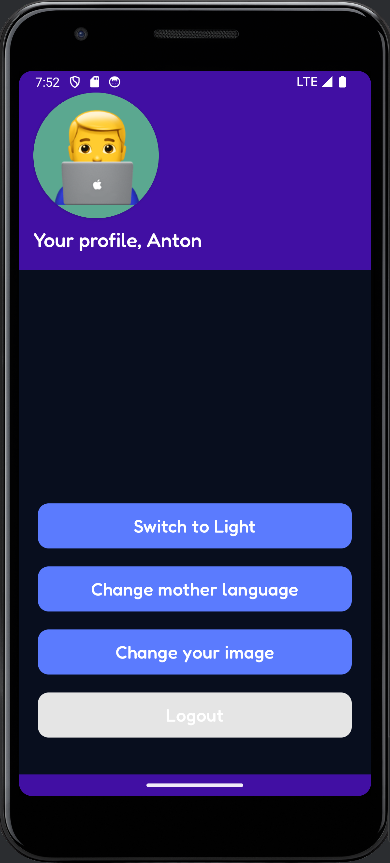 7:52 LTE
Your profile, Anton
Switch to Light
Change mother language
Change your image
Logout